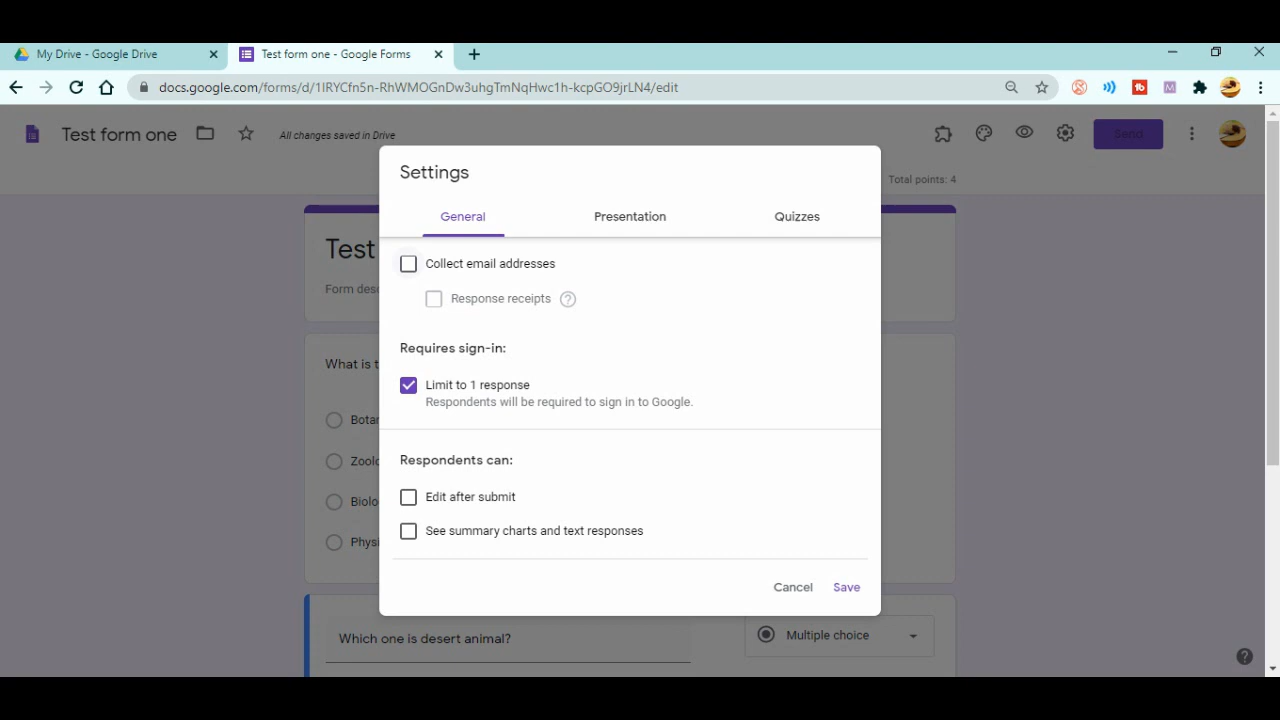 My Drive - Google Drive
Test form one - Google Forms
docs.google.com/forms/d/1IRYCfn5n-RhWMOGnDw3uhgTmNqHwc1h-kcpGO9jrLN4/edit
Test form one
All changes saved in Drive
Send
Total points: 4
Settings
General
Presentation
Quizzes
Test
Collect email addresses
Form desc
Response receipts
Requires sign-in:
What is t
Limit to 1 response
Respondents will be required to sign in to Google.
Botan
Zoolo
Respondents can:
Biolo
Edit after submit
See summary charts and text responses
Physi
Cancel
Save
Which one is desert animal?
Multiple choice